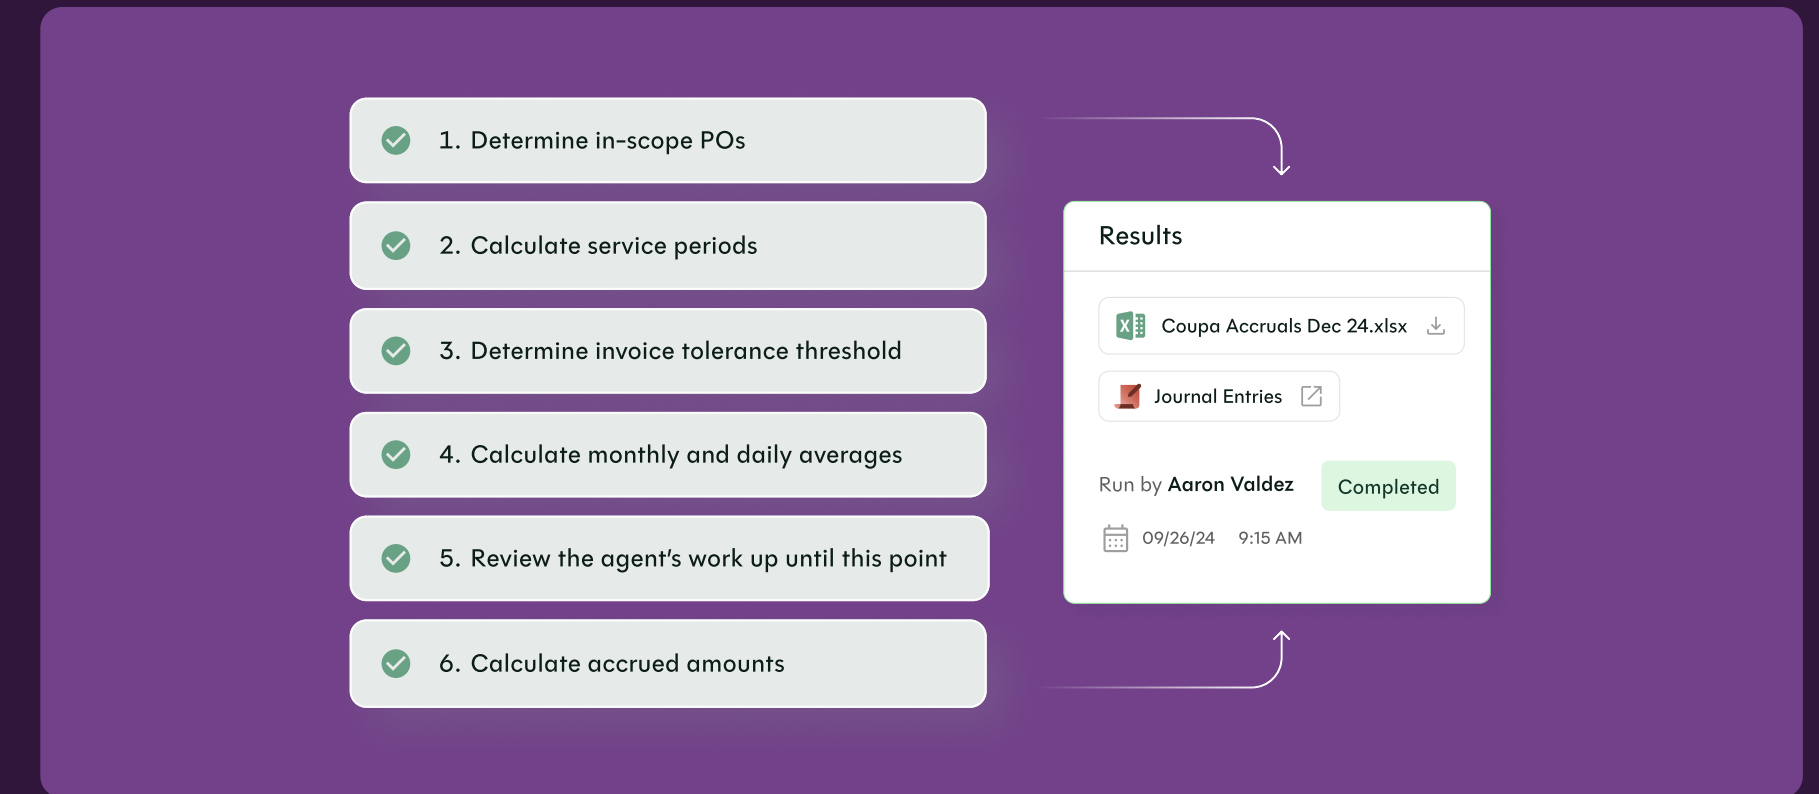 1. Determine in-scope POs
2. Calculate service periods
3. Determine invoice tolerance threshold
4. Calculate monthly and daily averages
5. Review the agent's work up until this point
6. Calculate accrued amounts
Results
X
Coupa Accruals Dec 24.xlsx
Journal Entries
Run by Aaron Valdez
Completed
09/26/24 9:15 AM